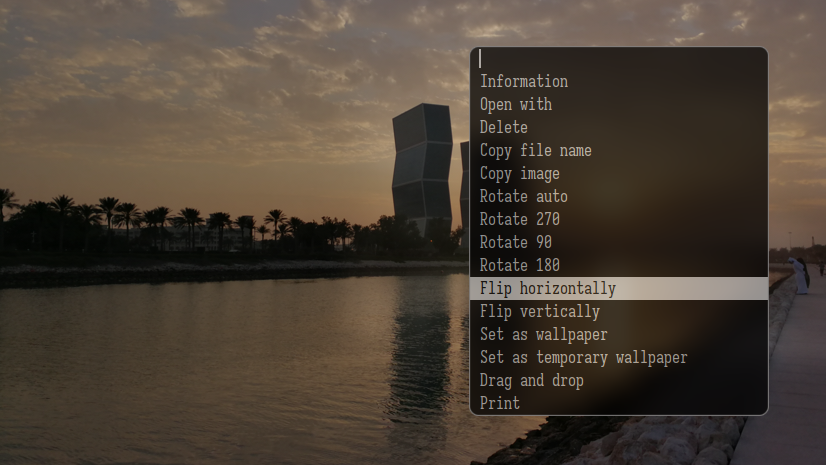 Information
Open with
Delete
Copy file name
Copy image
Rotate auto
Rotate 270
Rotate 90
Rotate 180
Flip horizontally
Flip vertically
Set as wallpaper
Set as temporary wallpaper
Drag and drop
Print